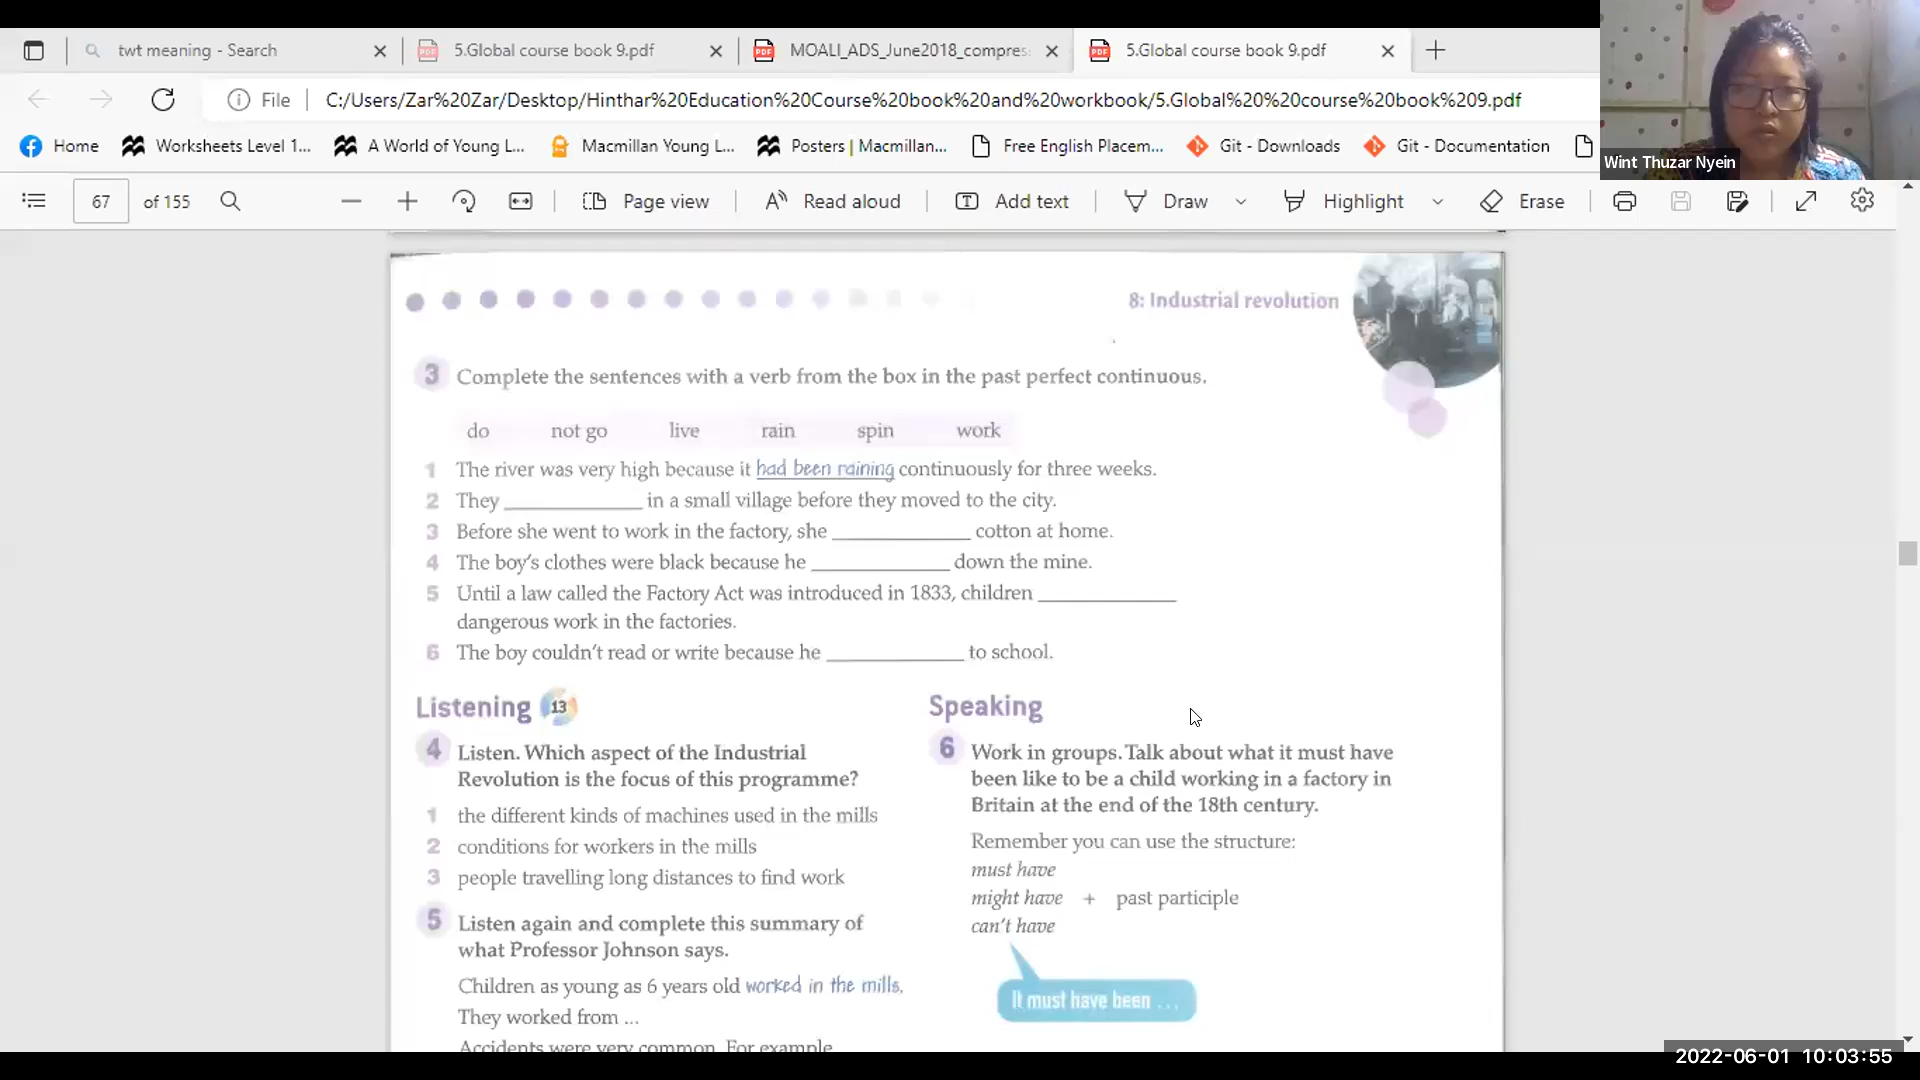 twt meaning - Search
5.Global course book 9.pdf
MOALI_ADS_June2018_compres
5.Global course book 9.pdf
File
C:/Users/Zar%20Zar/Desktop/Hinthar%20Education%20Course%20book%20and%20workbook/5.Global%20%20course%20book%209.pdf
Home
Worksheets Level 1...
A World of Young L...
Macmillan Young L...
Posters | Macmillan...
Free English Placem...
Git - Downloads
Git - Documentation
Wint Thuzar Nyein
67 of 155
Page view
Read aloud
Add text
Draw
Highlight
Erase
8: Industrial revolution
3 Complete the sentences with a verb from the box in the past perfect continuous.
do not go live rain spin work
1 The river was very high because it had been raining continuously for three weeks.
2 They ____________ in a small village before they moved to the city.
3 Before she went to work in the factory, she ____________ cotton at home.
4 The boy's clothes were black because he ____________ down the mine.
5 Until a law called the Factory Act was introduced in 1833, children ____________
dangerous work in the factories.
6 The boy couldn't read or write because he ____________ to school.
Listening 13
4 Listen. Which aspect of the Industrial
Revolution is the focus of this programme?
1 the different kinds of machines used in the mills
2 conditions for workers in the mills
3 people travelling long distances to find work
5 Listen again and complete this summary of
what Professor Johnson says.
Children as young as 6 years old worked in the mills.
They worked from ...
Accidents were very common. For example
Speaking
6 Work in groups. Talk about what it must have
been like to be a child working in a factory in
Britain at the end of the 18th century.
Remember you can use the structure:
must have
might have + past participle
can't have
It must have been ...
2022-06-01 10:03:55